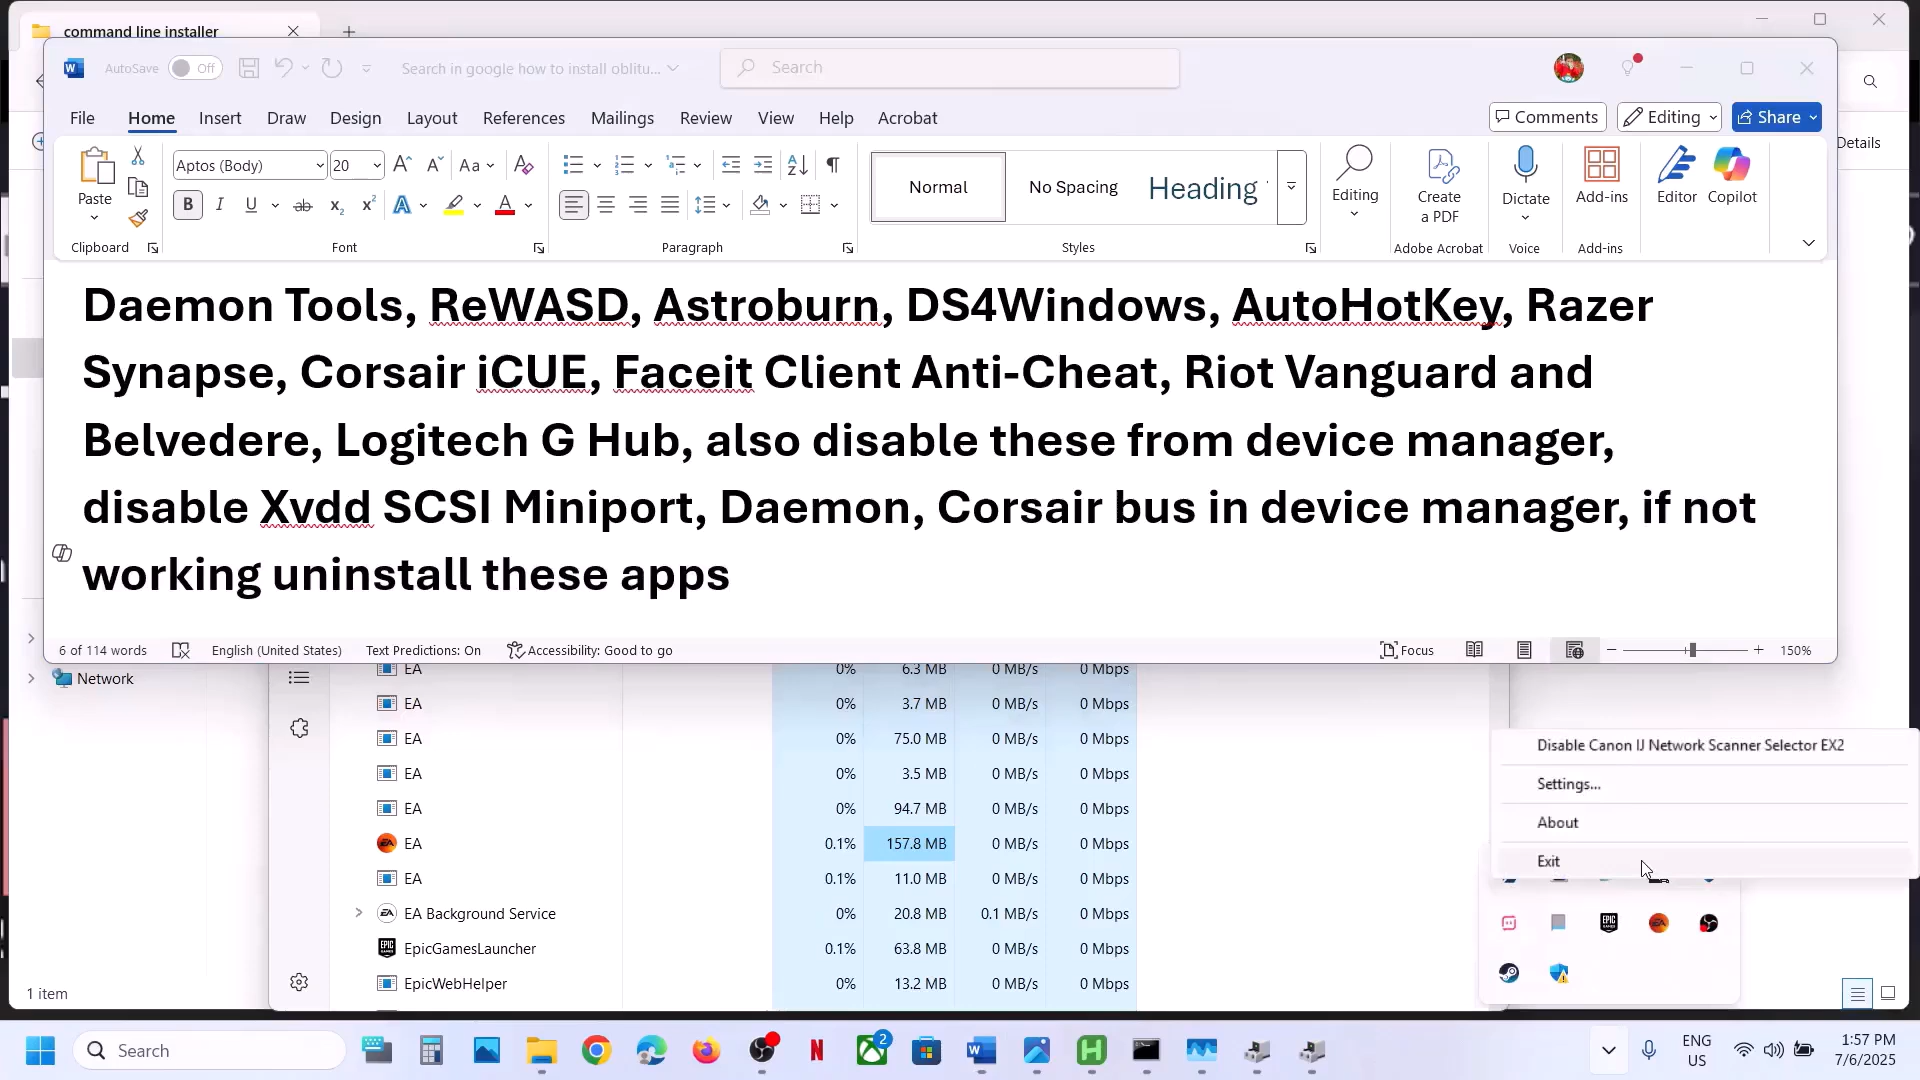 command line installer
AutoSave
Off
Search in google how to install oblitu...
Search
File
Home
Insert
Draw
Design
Layout
References
Mailings
Review
View
Help
Acrobat
Comments
Editing
Share
Details
Paste
Aptos (Body)
20
Normal
No Spacing
Heading
Editing
Create
a PDF
Dictate
Add-ins
Editor
Copilot
Clipboard
Font
Paragraph
Styles
Adobe Acrobat
Voice
Add-ins
Daemon Tools, ReWASD, Astroburn, DS4Windows, AutoHotKey, Razer
Synapse, Corsair iCUE, Faceit Client Anti-Cheat, Riot Vanguard and
Belvedere, Logitech G Hub, also disable these from device manager,
disable Xvdd SCSI Miniport, Daemon, Corsair bus in device manager, if not
working uninstall these apps
6 of 114 words
English (United States)
Text Predictions: On
Accessibility: Good to go
Focus
150%
Network
EA 0% 6.3 MB 0 MB/s 0 Mbps
EA 0% 3.7 MB 0 MB/s 0 Mbps
EA 0% 75.0 MB 0 MB/s 0 Mbps
EA 0% 3.5 MB 0 MB/s 0 Mbps
EA 0% 94.7 MB 0 MB/s 0 Mbps
EA 0.1% 157.8 MB 0 MB/s 0 Mbps
EA 0.1% 11.0 MB 0 MB/s 0 Mbps
EA Background Service 0% 20.8 MB 0.1 MB/s 0 Mbps
EpicGamesLauncher 0.1% 63.8 MB 0 MB/s 0 Mbps
EpicWebHelper 0% 13.2 MB 0 MB/s 0 Mbps
Disable Canon IJ Network Scanner Selector EX2
Settings...
About
Exit
1 item
Search
2
ENG
US
1:57 PM
7/6/2025